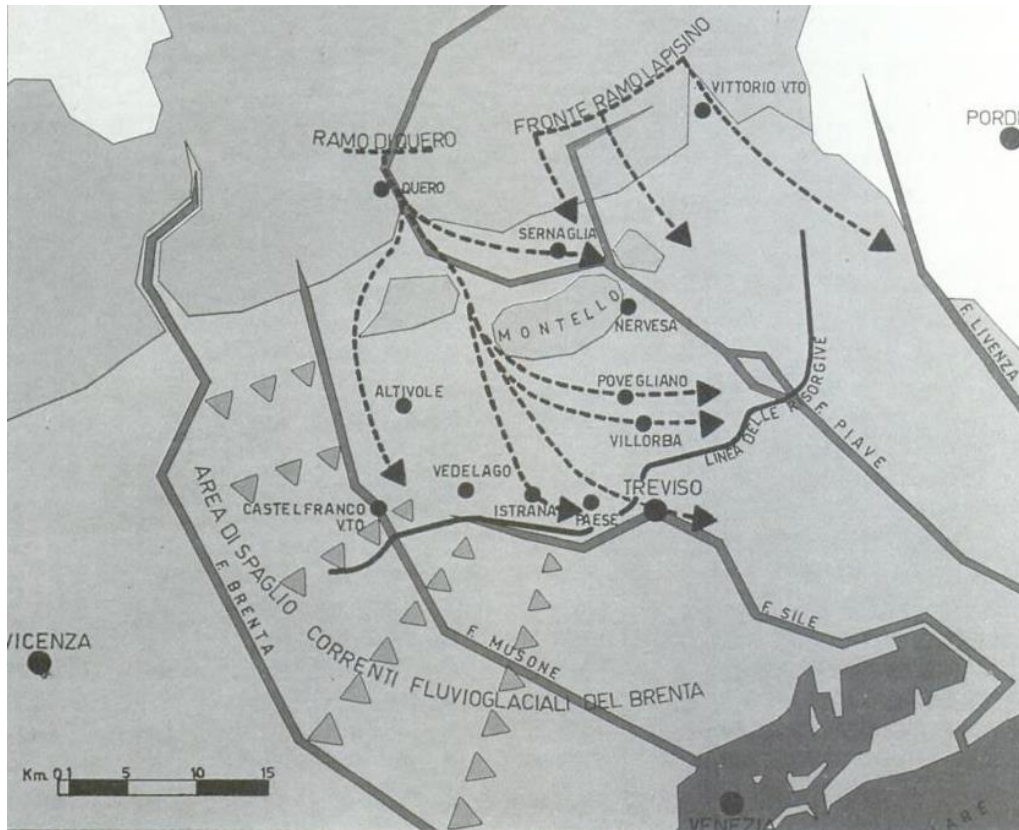 FRONTE RAMO LAPISINO
VITTORIO V.TO
PORDE
RAMO DI QUERO
QUERO
SERNAGLIA
MONTELLO
NERVESA
F. LIVENZA
ALTIVOLE
POVEGLIANO
VILLORBA
LINEA DELLE RISORGIVE
F. PIAVE
VEDELAGO
TREVISO
CASTELFRANCO
V.TO
ISTRANA
PAESE
AREA DI SPAGLIO CORRENTI FLUVIOGLACIALI DEL BRENTA
F. BRENTA
F. MUSONE
F. SILE
VICENZA
Km. 0 1 5 10 15
VENEZIA
ARE